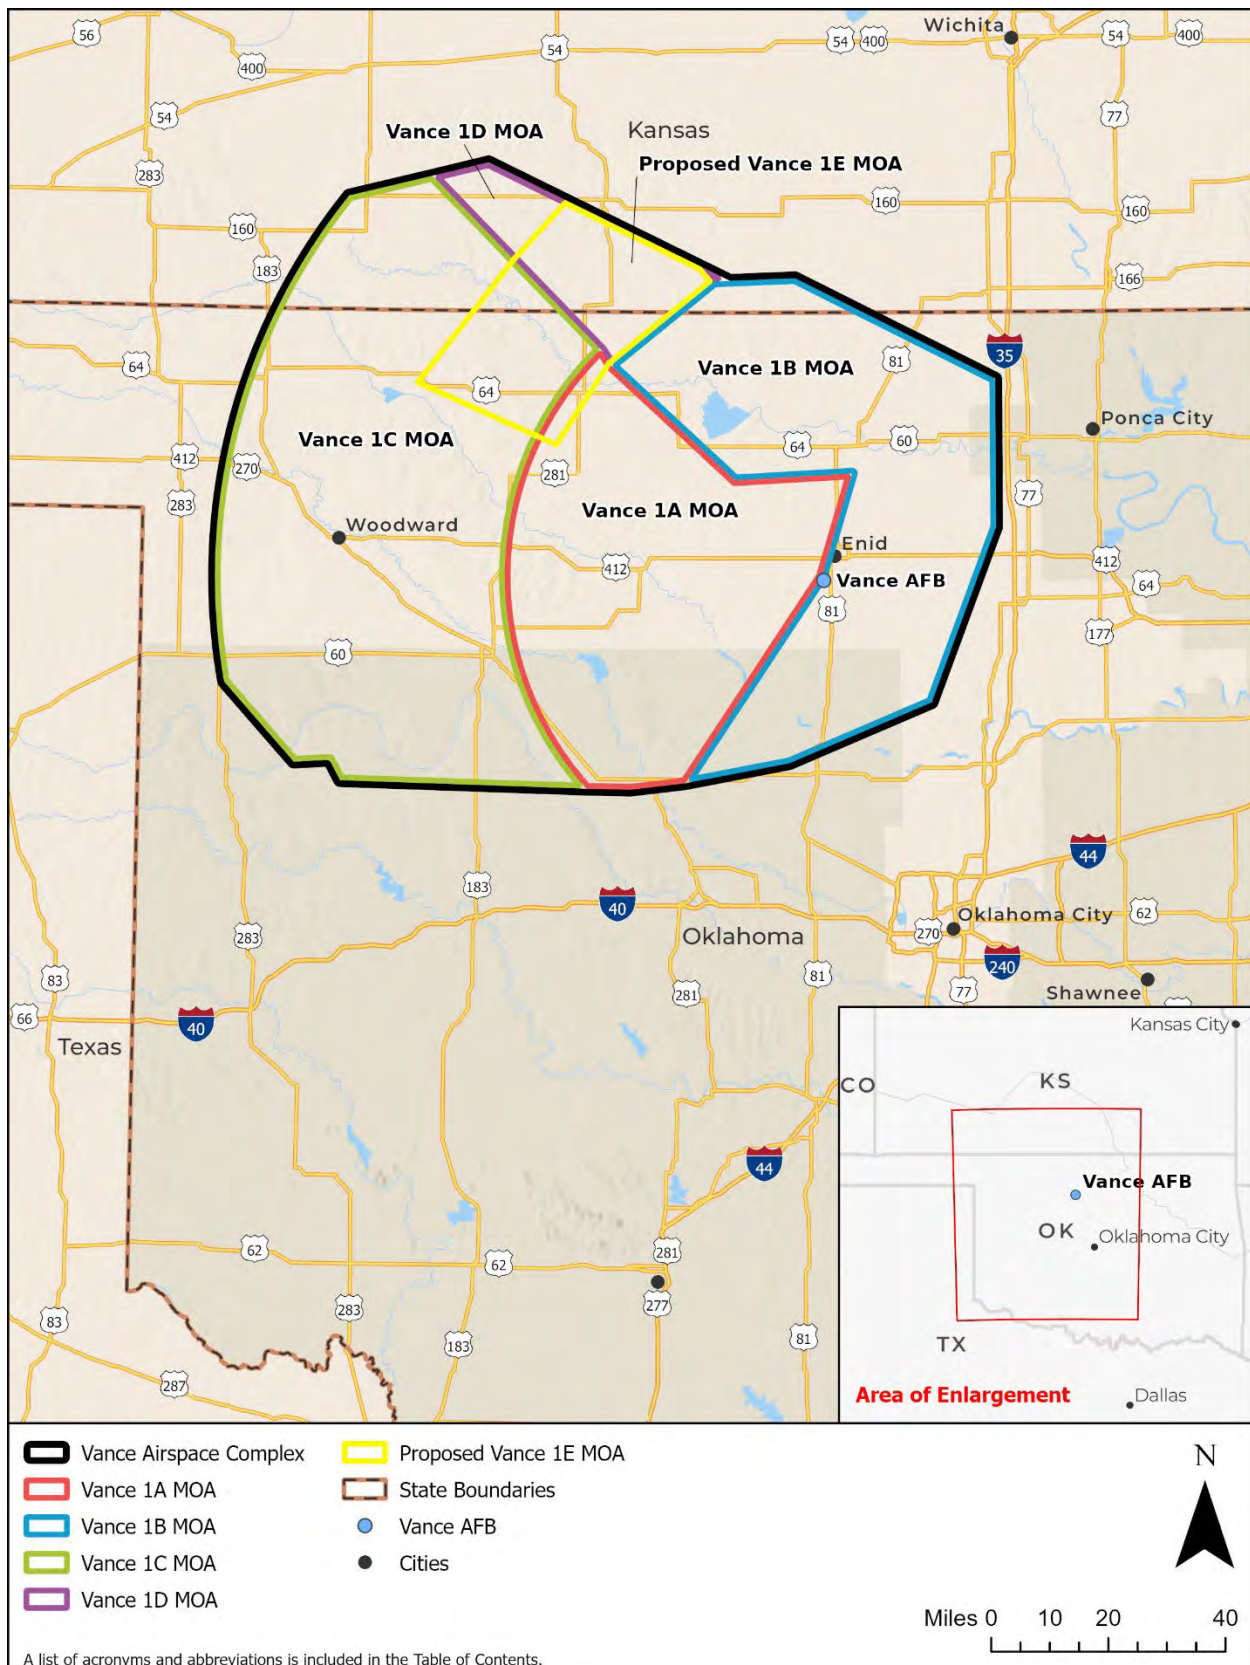 Wichita
56
54
54
400
54
400
400
77
54
Vance 1D MOA
Kansas
Proposed Vance 1E MOA
283
160
160
160
183
166
64
81
35
Vance 1B MOA
64
Ponca City
Vance 1C MOA
64
60
412
270
281
283
77
Vance 1A MOA
Woodward
Enid
412
412
Vance AFB
64
81
177
60
44
183
40
62
Oklahoma City
270
Oklahoma
283
240
81
83
Shawnee
77
281
66
40
Texas
Kansas City
CO
KS
44
Vance AFB
OK
Oklahoma City
62
281
62
277
283
83
81
183
TX
287
Area of Enlargement
Dallas
Vance Airspace Complex
Proposed Vance 1E MOA
N
Vance 1A MOA
State Boundaries
Vance 1B MOA
Vance AFB
Vance 1C MOA
Cities
Vance 1D MOA
Miles 0 10 20 40
A list of acronyms and abbreviations is included in the Table of Contents.